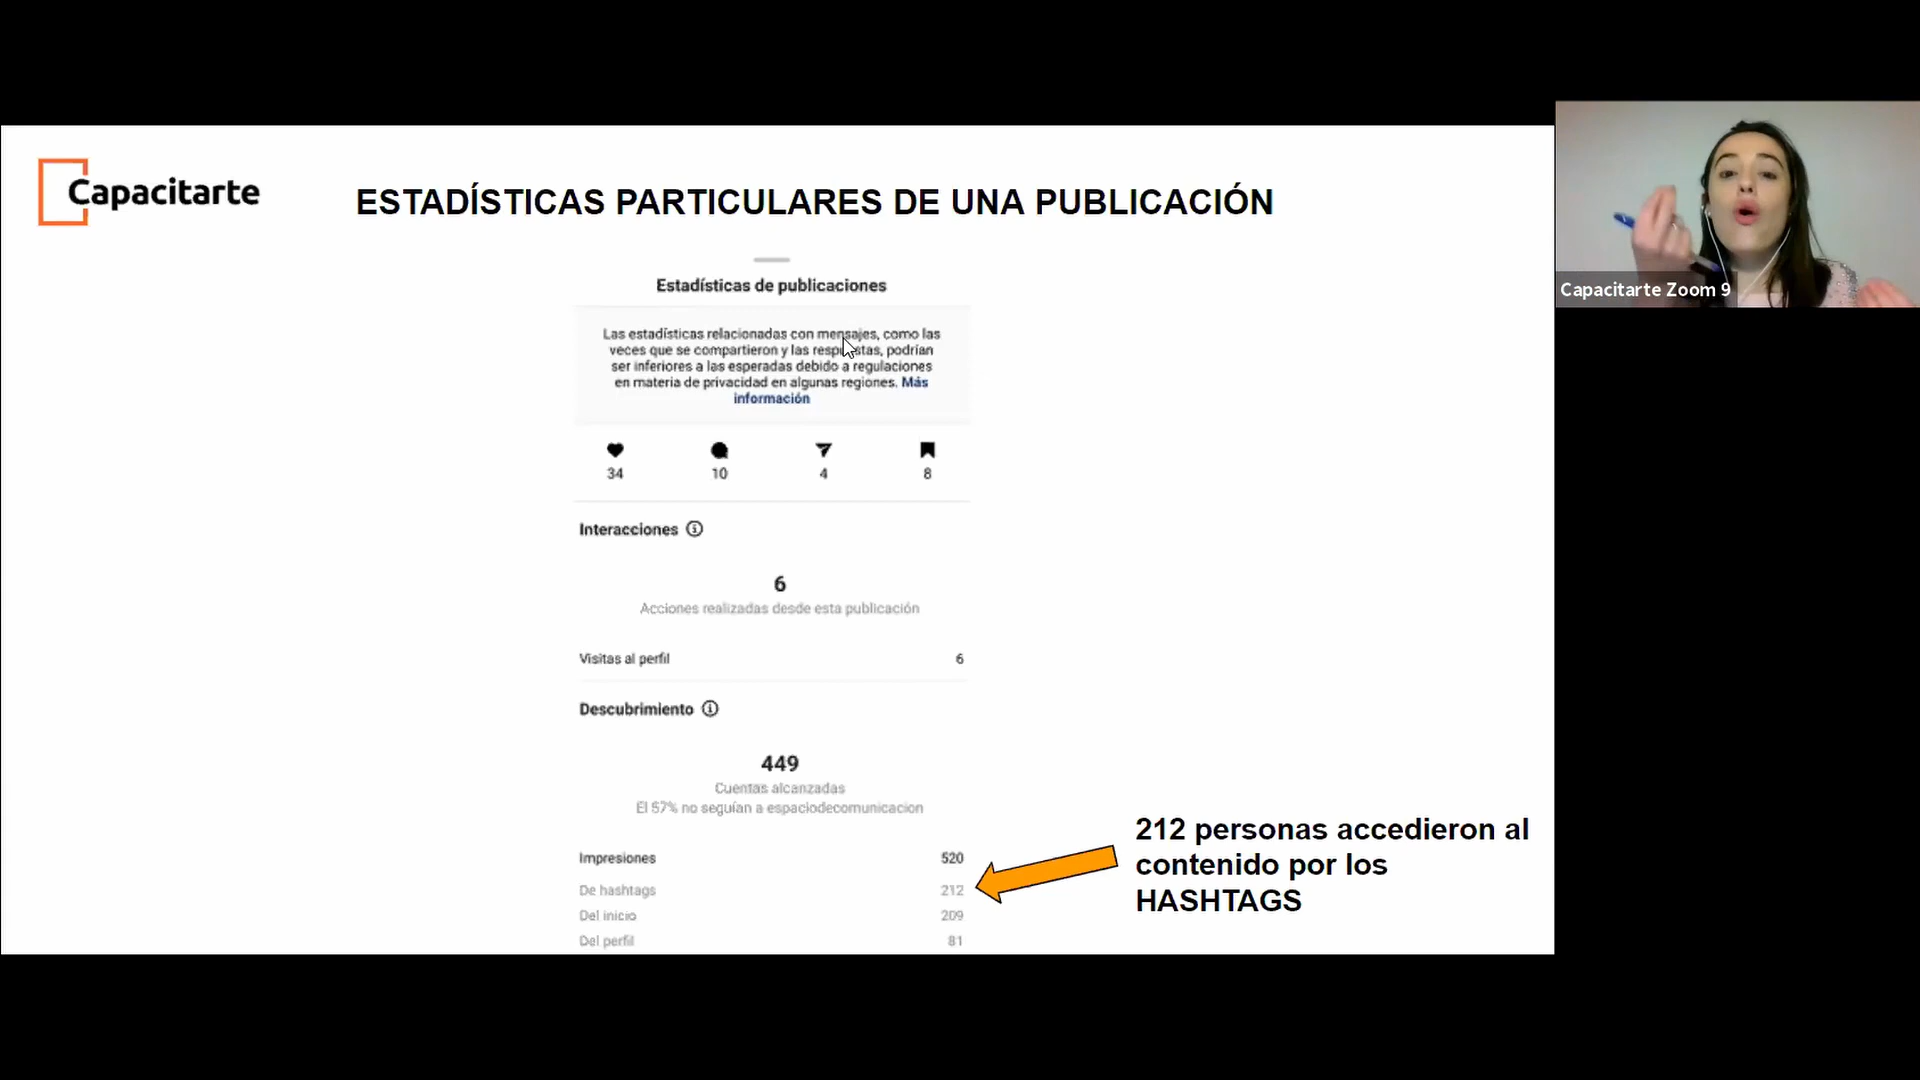 Capacitarte
ESTADÍSTICAS PARTICULARES DE UNA PUBLICACIÓN
Estadísticas de publicaciones
Las estadísticas relacionadas con mensajes, como las
veces que se compartieron y las respuestas, podrían
ser inferiores a las esperadas debido a regulaciones
en materia de privacidad en algunas regiones. Más
información
34 10 4 8
Interacciones
6
Acciones realizadas desde esta publicación
Visitas al perfil 6
Descubrimiento
449
Cuentas alcanzadas
El 57% no seguían a espaciodecomunicacion
Impresiones 520
De hashtags 212
Del inicio 209
Del perfil 81
212 personas accedieron al
contenido por los
HASHTAGS
Capacitarte Zoom 9